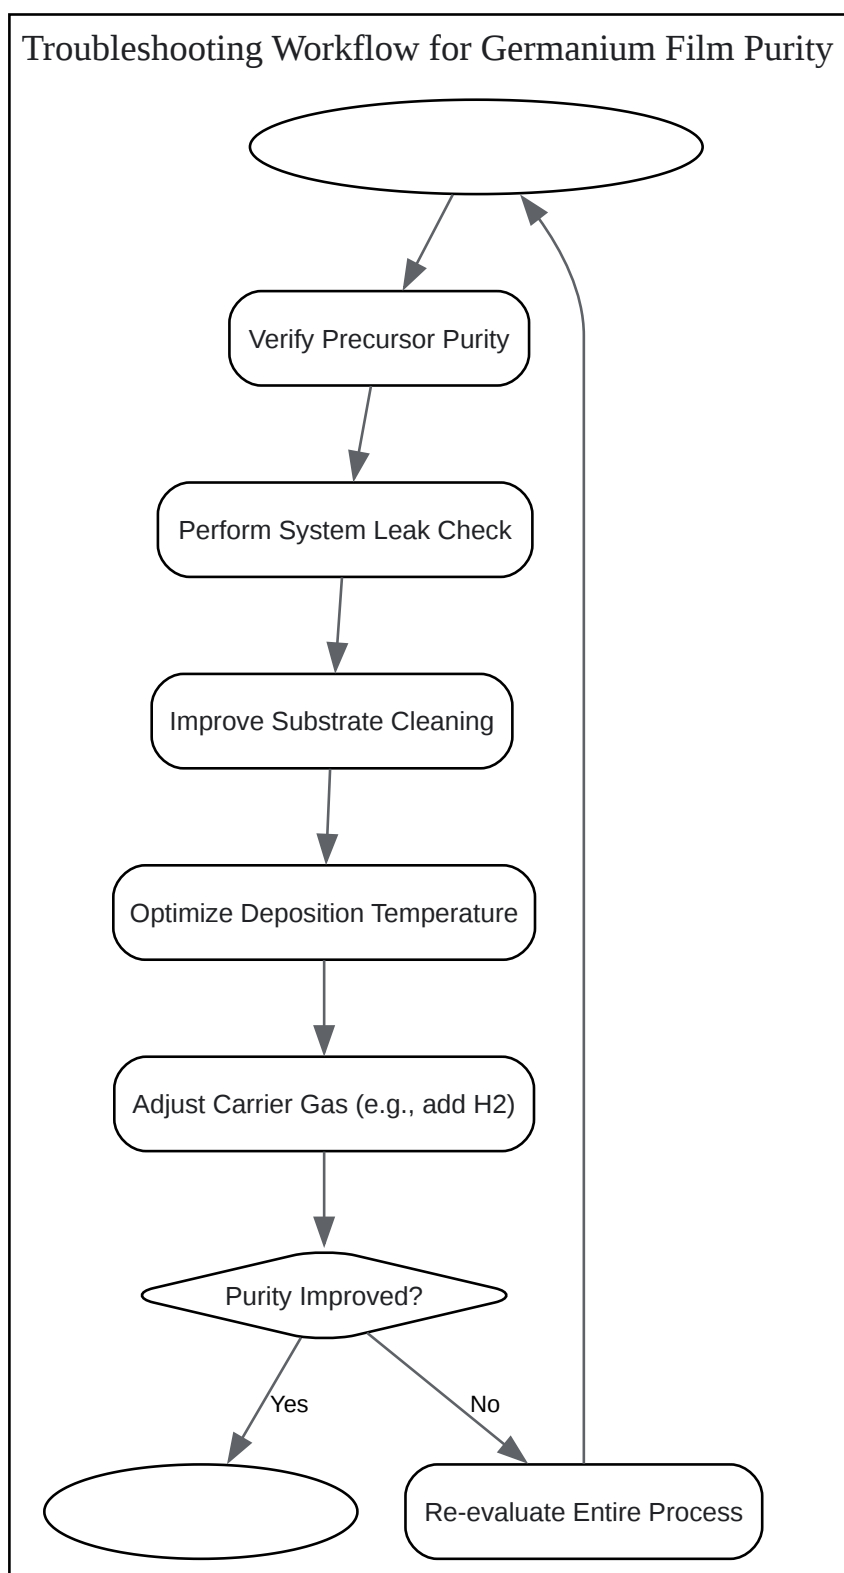 Troubleshooting Workflow for Germanium Film Purity
Verify Precursor Purity
Perform System Leak Check
Improve Substrate Cleaning
Optimize Deposition Temperature
Adjust Carrier Gas (e.g., add H2)
Purity Improved?
Yes
No
Re-evaluate Entire Process